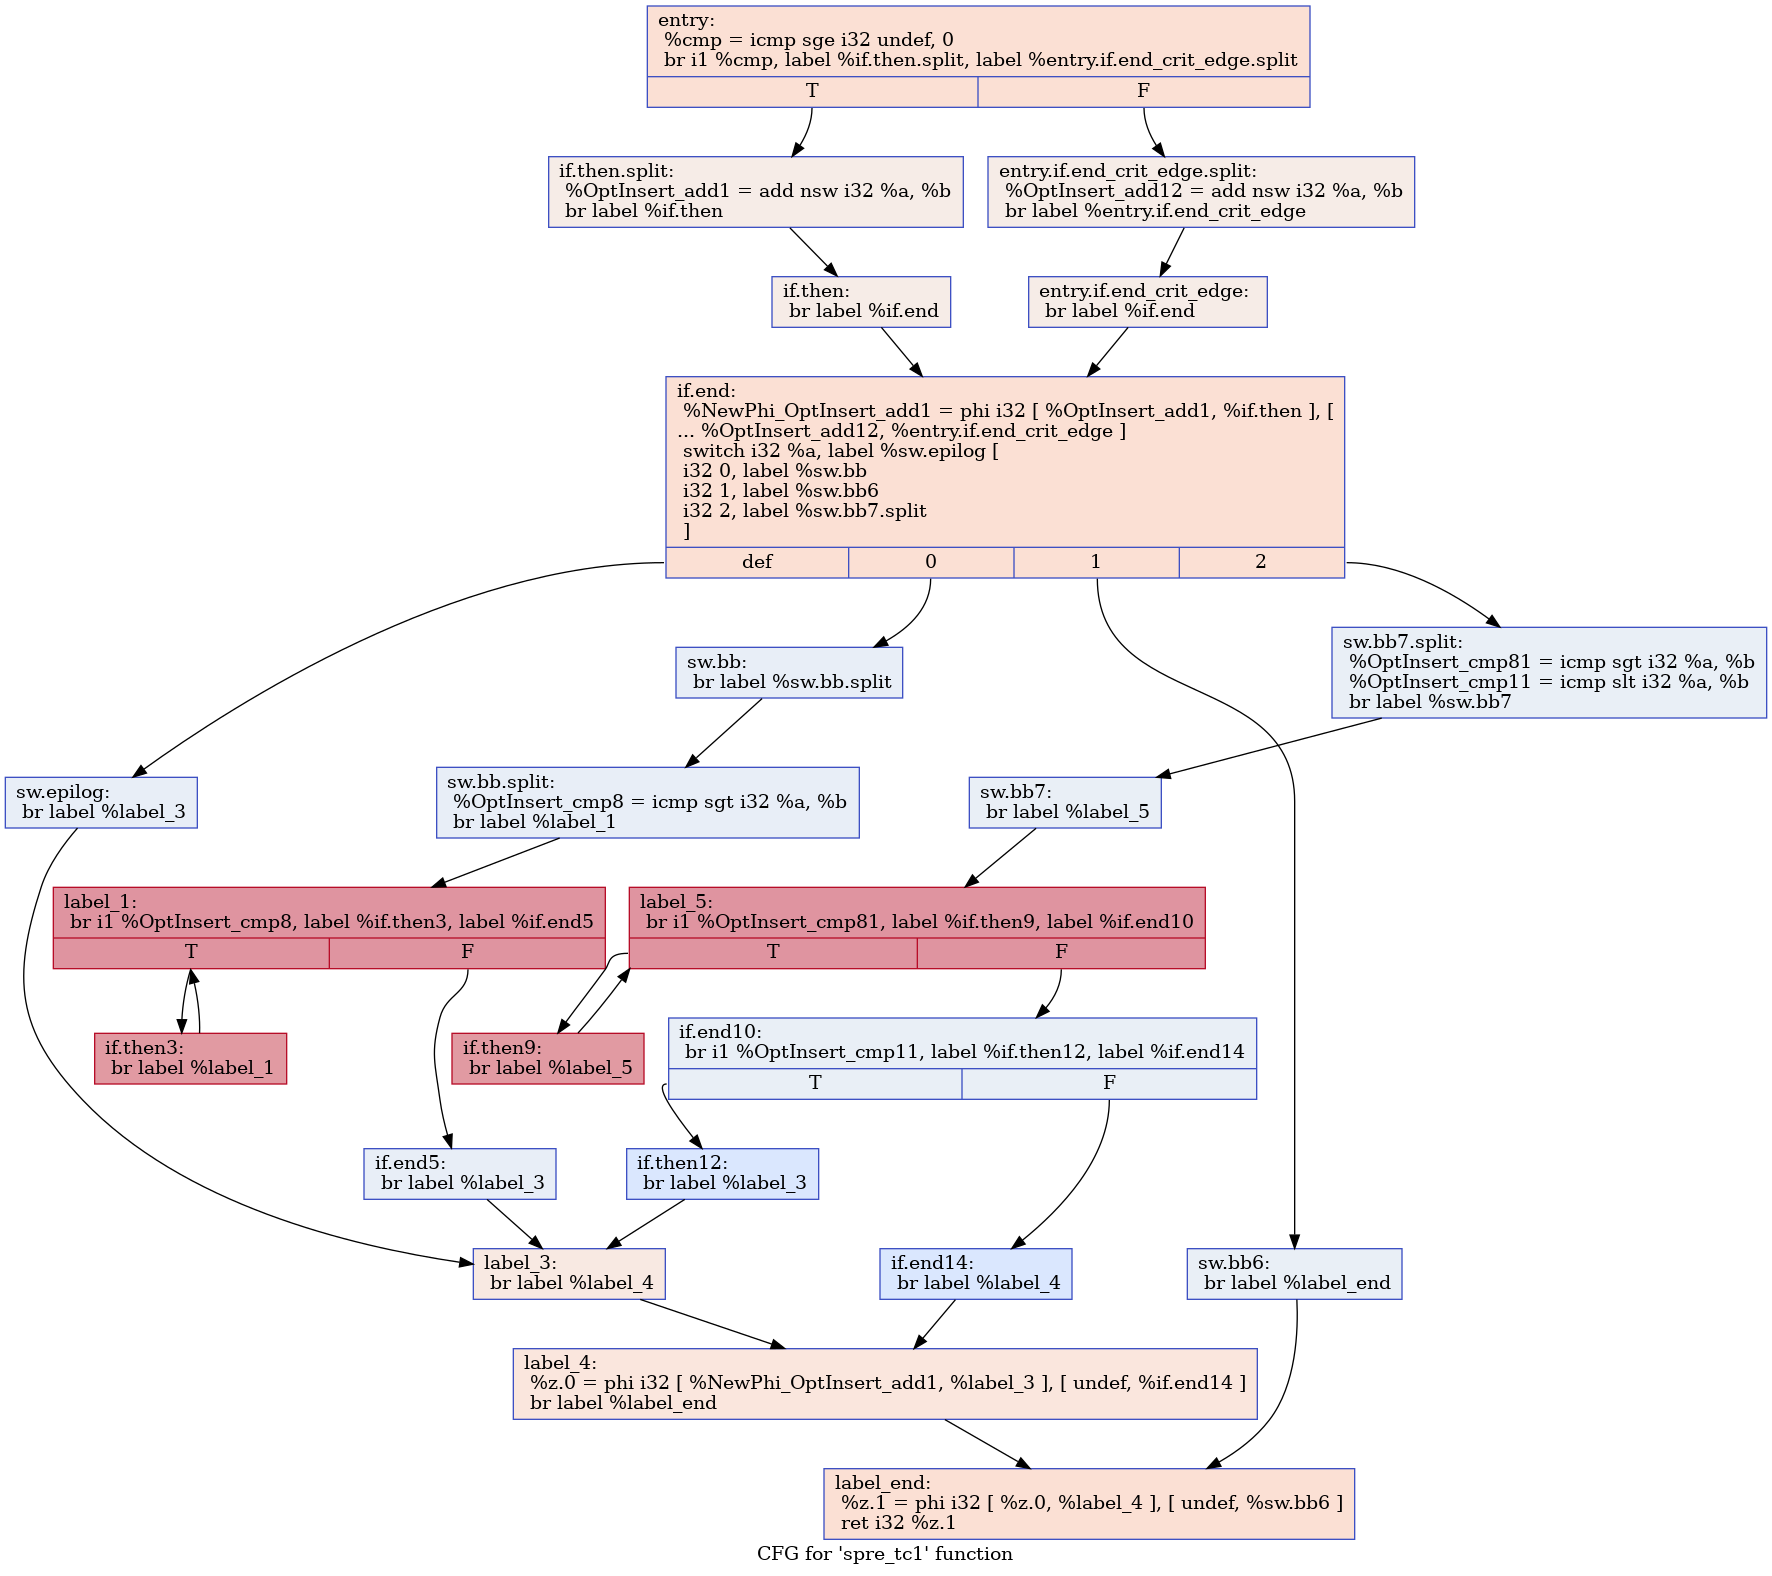 entry:
%cmp = icmp sge i32 undef, 0
br i1 %cmp, label %if.then.split, label %entry.if.end_crit_edge.split
T F
if.then.split:
%OptInsert_add1 = add nsw i32 %a, %b
br label %if.then
entry.if.end_crit_edge.split:
%OptInsert_add12 = add nsw i32 %a, %b
br label %entry.if.end_crit_edge
if.then:
br label %if.end
entry.if.end_crit_edge:
br label %if.end
if.end:
%NewPhi_OptInsert_add1 = phi i32 [ %OptInsert_add1, %if.then ], [
... %OptInsert_add12, %entry.if.end_crit_edge ]
switch i32 %a, label %sw.epilog [
i32 0, label %sw.bb
i32 1, label %sw.bb6
i32 2, label %sw.bb7.split
]
def 0 1 2
sw.bb7.split:
%OptInsert_cmp81 = icmp sgt i32 %a, %b
%OptInsert_cmp11 = icmp slt i32 %a, %b
br label %sw.bb7
sw.bb:
br label %sw.bb.split
sw.epilog:
br label %label_3
sw.bb.split:
%OptInsert_cmp8 = icmp sgt i32 %a, %b
br label %label_1
sw.bb7:
br label %label_5
label_1:
br i1 %OptInsert_cmp8, label %if.then3, label %if.end5
T F
label_5:
br i1 %OptInsert_cmp81, label %if.then9, label %if.end10
T F
if.then3:
br label %label_1
if.then9:
br label %label_5
if.end10:
br i1 %OptInsert_cmp11, label %if.then12, label %if.end14
T F
if.end5:
br label %label_3
if.then12:
br label %label_3
label_3:
br label %label_4
if.end14:
br label %label_4
sw.bb6:
br label %label_end
label_4:
%z.0 = phi i32 [ %NewPhi_OptInsert_add1, %label_3 ], [ undef, %if.end14 ]
br label %label_end
label_end:
%z.1 = phi i32 [ %z.0, %label_4 ], [ undef, %sw.bb6 ]
ret i32 %z.1
CFG for 'spre_tc1' function